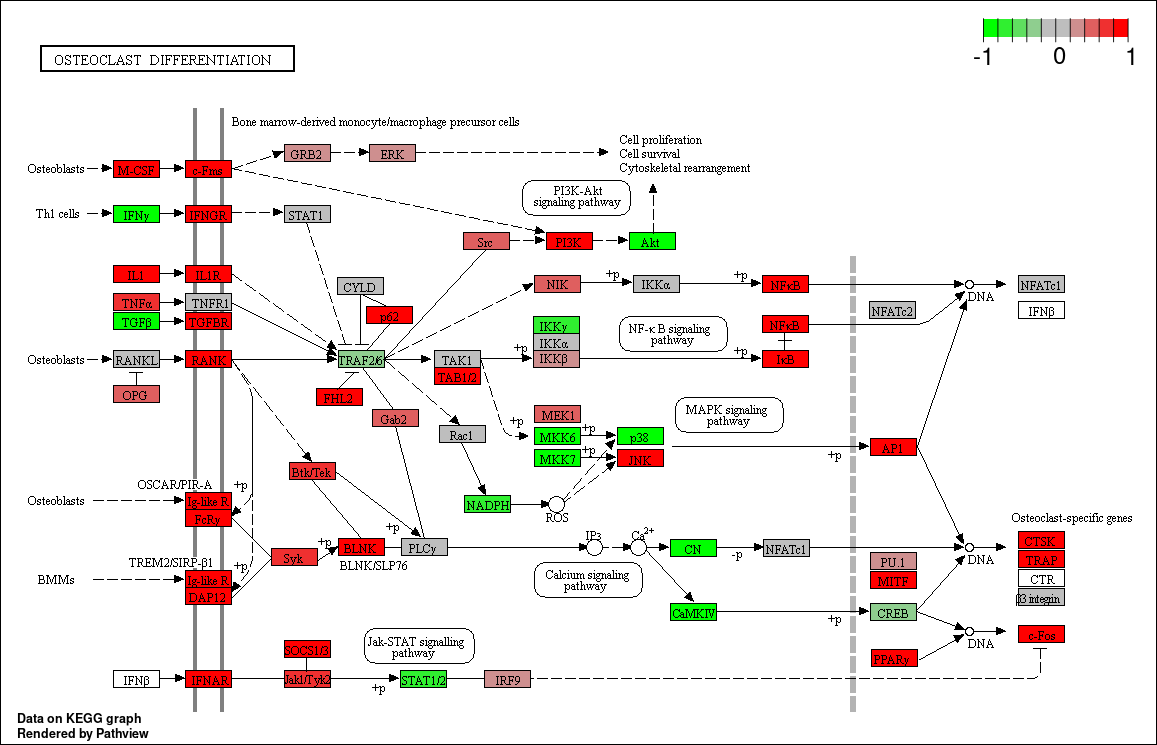 -1 0 1
OSTEOCLAST DIFFERENTIATION
Bone marrow-derived monocyte/macrophage precursor cells
Cell proliferation
Cell survival
Cytoskeletal rearrangement
GRB2 ERK
Osteoblasts M-CSF c-Fms
PI3K-Akt
signaling pathway
Th1 cells IFNγ IFNGR STAT1
Src PI3K Akt
IL1 IL1R
+p +p
CYLD NIK IKKα NFκB NFATc1
DNA
TNFα TNFR1 p62 NFATc2 IFNβ
TGFβ TGFBR IKKγ NF-κ B signaling
pathway
NFκB
IKKα
+p +p
Osteoblasts RANKL RANK TRAF2/6 TAK1 IKKβ IκB
TAB1/2
OPG FHL2
Gab2 MEK1 MAPK signaling
pathway
+p +p
Rac1 MKK6 p38
+p
MKK7 JNK AP1
+p
Btk/Tek
OSCAR/PIR-A +p
Osteoblasts Ig-like R NADPH
ROS
FcRγ
Osteoclast-specific genes
+p +p IP3 Ca2+
Syk BLNK PLCγ CN -p NFATc1 CTSK
DNA
BLNK/SLP76
TREM2/SIRP-β1 +p PU.1 TRAP
BMMs Ig-like R Calcium signaling
pathway
MITF CTR
DAP12 β3 integrin
CaMKIV +p CREB
c-Fos
DNA
SOCS1/3 Jak-STAT signalling
pathway
PPARγ
IFNβ IFNAR Jak1/Tyk2 +p STAT1/2 IRF9
Data on KEGG graph
Rendered by Pathview